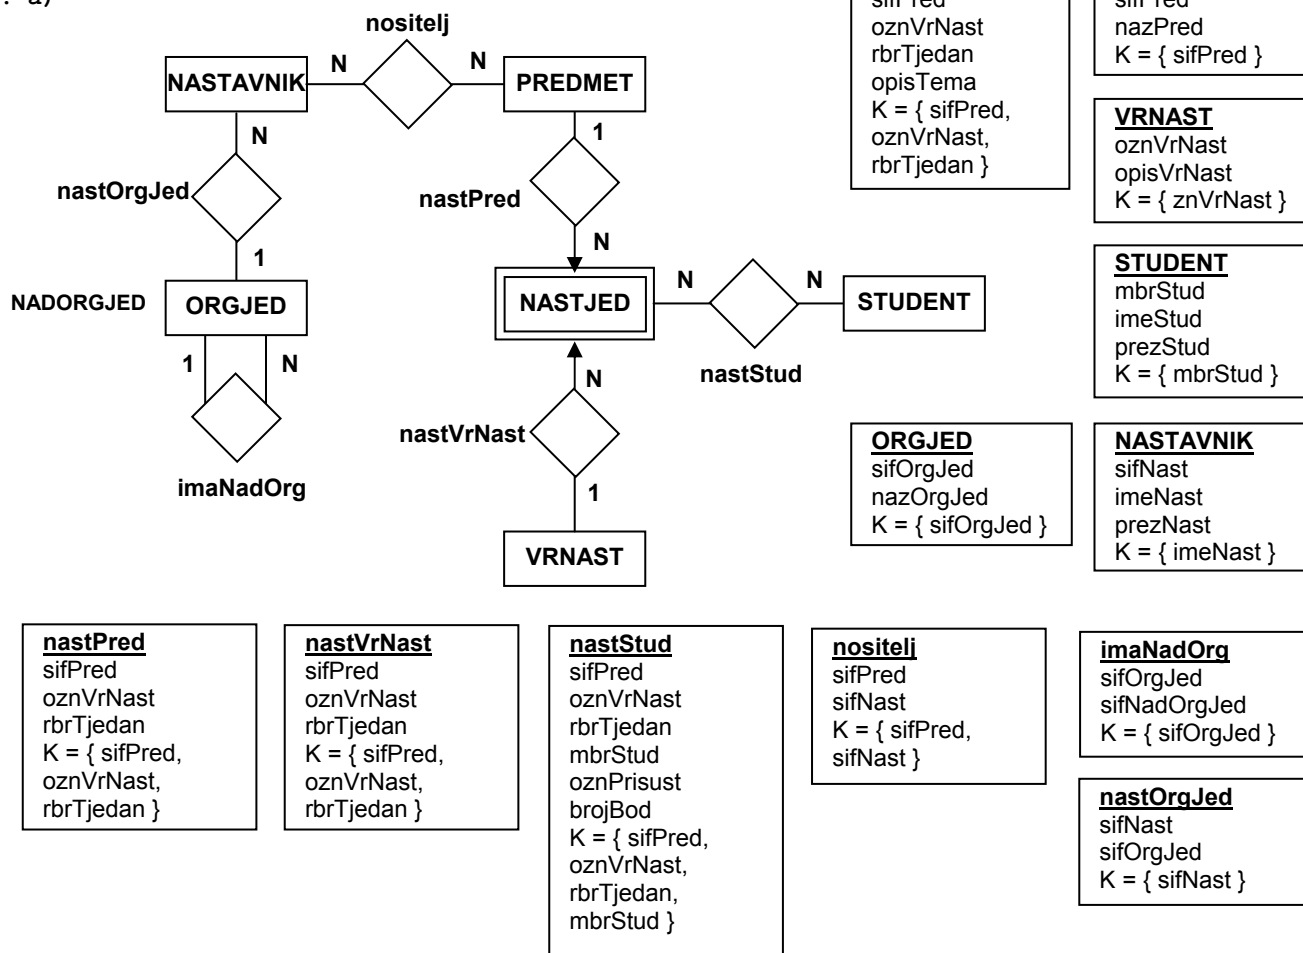 . a)
nositelj
NASTAVNIK
N
N
PREDMET
N
1
nastOrgJed
nastPred
1
N
NADORGJED
ORGJED
NASTJED
N
N
STUDENT
1
N
nastStud
N
nastVrNast
imaNadOrg
1
VRNAST
sifPred
oznVrNast
rbrTjedan
opisTema
K = { sifPred,
oznVrNast,
rbrTjedan }
sifPred
nazPred
K = { sifPred }
VRNAST
oznVrNast
opisVrNast
K = { znVrNast }
STUDENT
mbrStud
imeStud
prezStud
K = { mbrStud }
ORGJED
sifOrgJed
nazOrgJed
K = { sifOrgJed }
NASTAVNIK
sifNast
imeNast
prezNast
K = { imeNast }
nastPred
sifPred
oznVrNast
rbrTjedan
K = { sifPred,
oznVrNast,
rbrTjedan }
nastVrNast
sifPred
oznVrNast
rbrTjedan
K = { sifPred,
oznVrNast,
rbrTjedan }
nastStud
sifPred
oznVrNast
rbrTjedan
mbrStud
oznPrisust
brojBod
K = { sifPred,
oznVrNast,
rbrTjedan,
mbrStud }
nositelj
sifPred
sifNast
K = { sifPred,
sifNast }
imaNadOrg
sifOrgJed
sifNadOrgJed
K = { sifOrgJed }
nastOrgJed
sifNast
sifOrgJed
K = { sifNast }